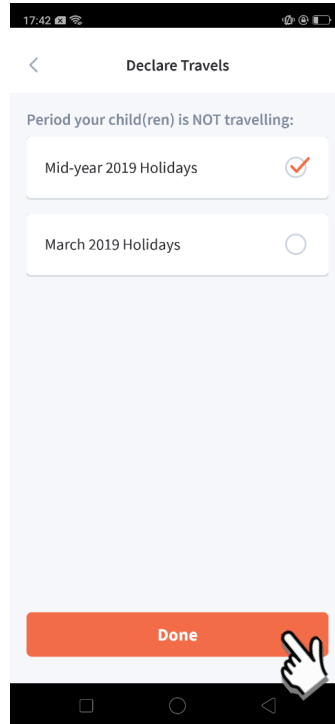 17:42
Declare Travels
Period your child(ren) is NOT travelling:
Mid-year 2019 Holidays
March 2019 Holidays
Done